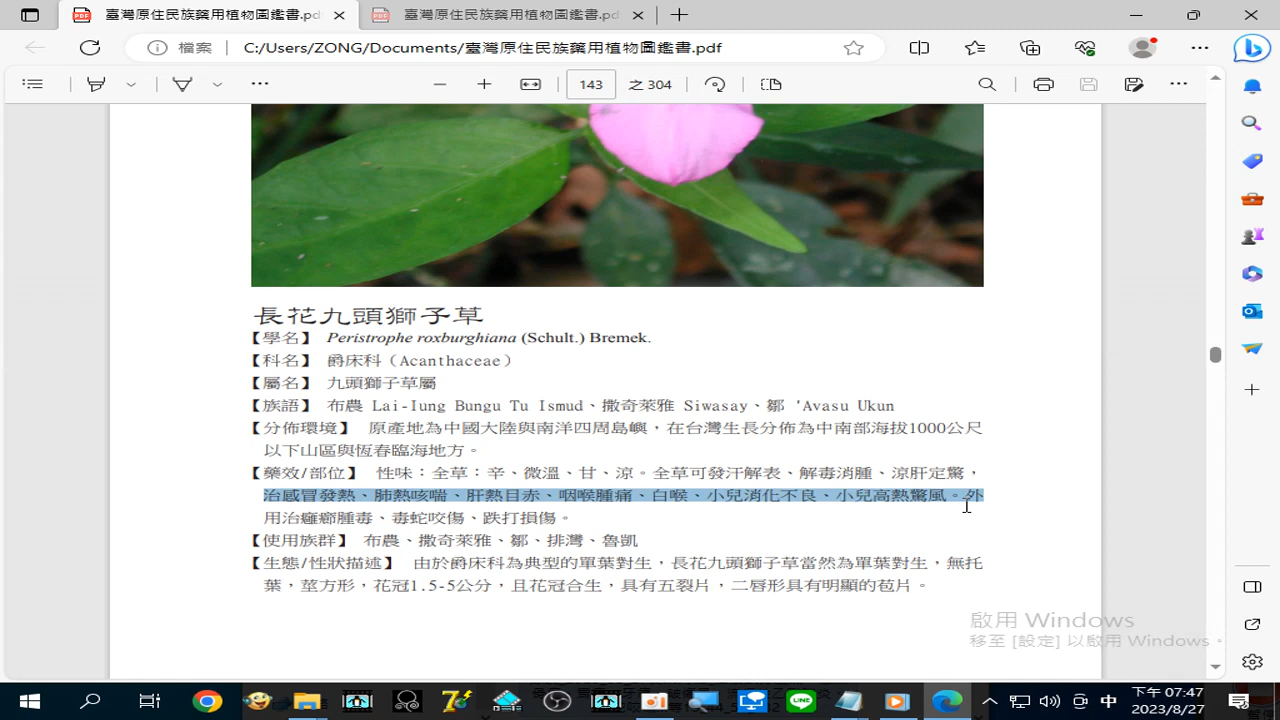 臺灣原住民族藥用植物圖鑑書.pdf
臺灣原住民族藥用植物圖鑑書.pdf
檔案
C:/Users/ZONG/Documents/臺灣原住民族藥用植物圖鑑書.pdf
143 之 304
長花九頭獅子草
【學名】 Peristrophe roxburghiana (Schult.) Bremek.
【科名】 爵床科（Acanthaceae）
【屬名】 九頭獅子草屬
【族語】 布農 Lai-Iung Bungu Tu Ismud、撒奇萊雅 Siwasay、鄒 'Avasu Ukun
【分佈環境】 原產地為中國大陸與南洋四周島嶼，在台灣生長分佈為中南部海拔1000公尺
以下山區與恆春臨海地方。
【藥效/部位】 性味：全草：辛、微溫、甘、涼。全草可發汗解表、解毒消腫、涼肝定驚，
治感冒發熱、肺熱咳喘、肝熱目赤、咽喉腫痛、白喉、小兒消化不良、小兒高熱驚風。外
用治癰癤腫毒、毒蛇咬傷、跌打損傷。
【使用族群】 布農、撒奇萊雅、鄒、排灣、魯凱
【生態/性狀描述】 由於爵床科為典型的單葉對生，長花九頭獅子草當然為單葉對生，無托
葉，莖方形，花冠1.5-5公分，且花冠合生，具有五裂片，二唇形具有明顯的苞片。
啟用 Windows
移至 [設定] 以啟用 Windows。
中
下午 07:47
2023/8/27